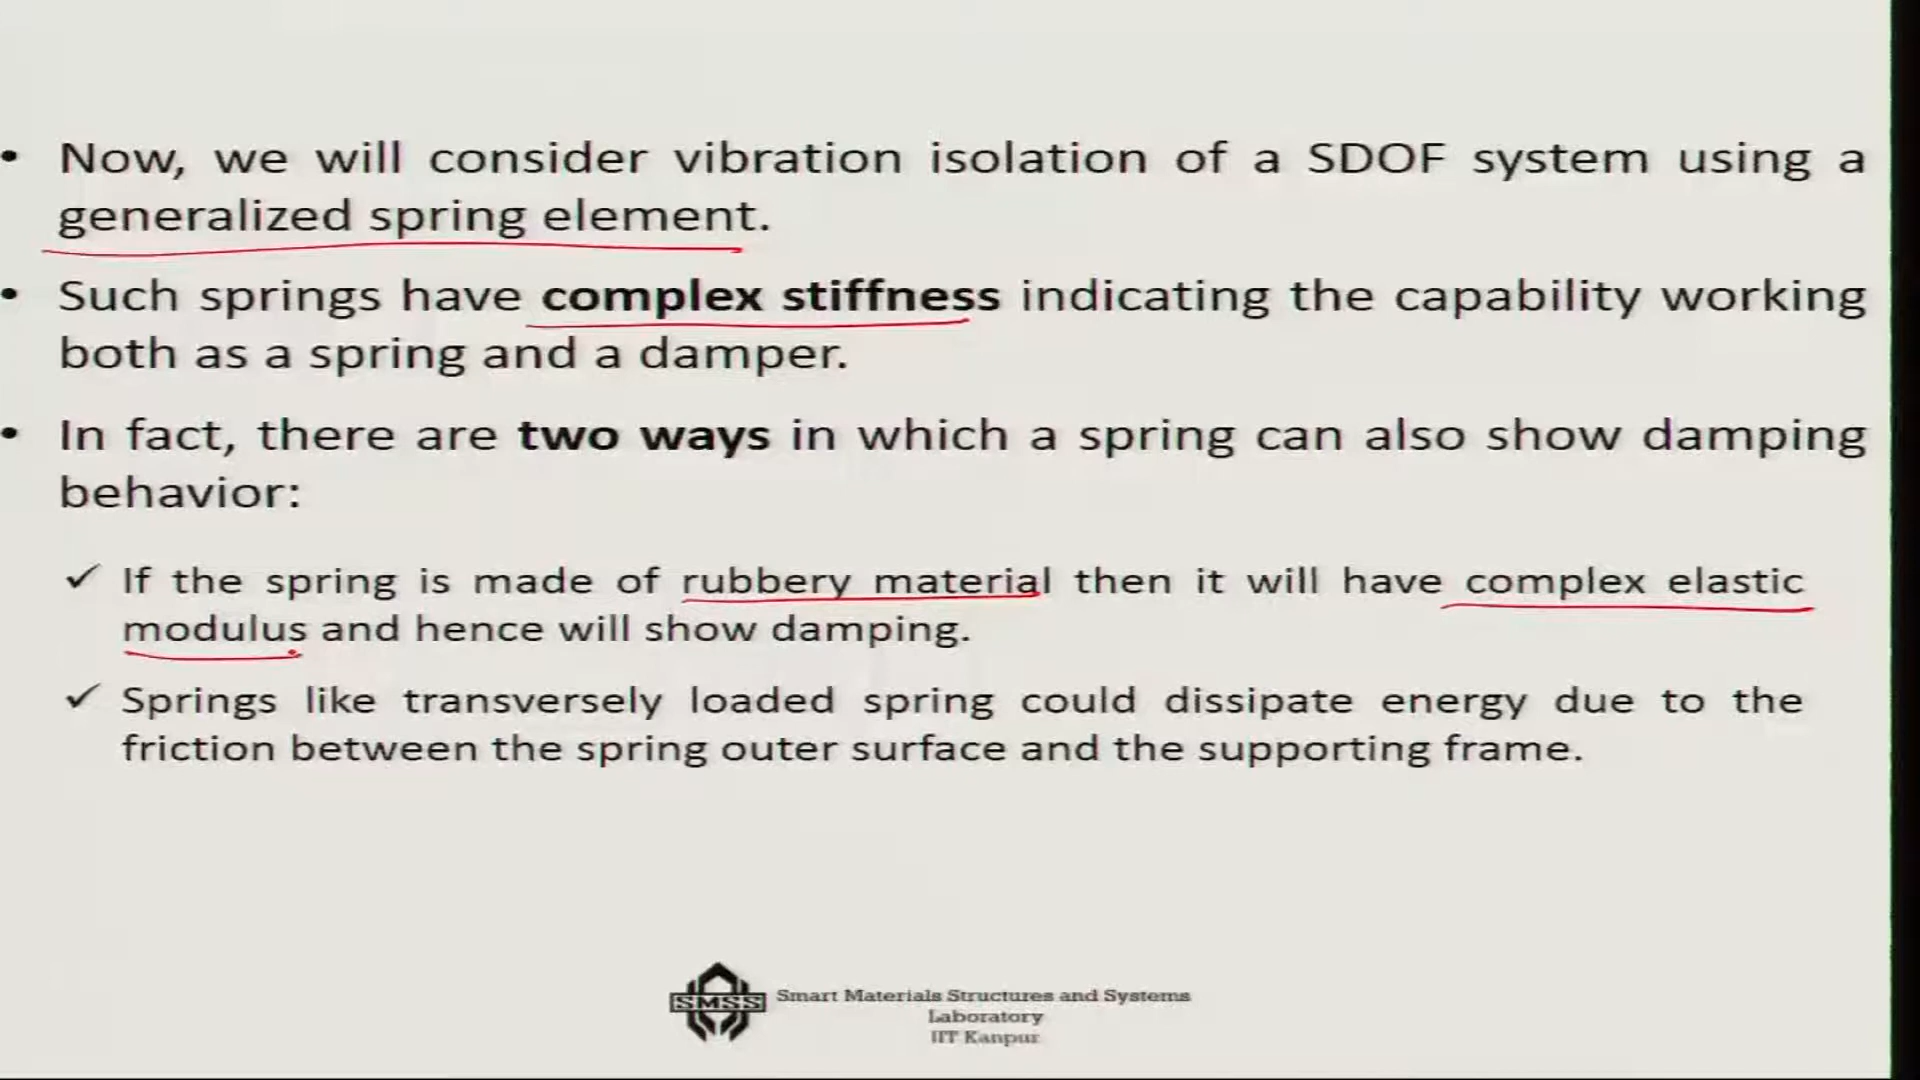 • Now, we will consider vibration isolation of a SDOF system using a
generalized spring element.
• Such springs have complex stiffness indicating the capability working
both as a spring and a damper.
• In fact, there are two ways in which a spring can also show damping
behavior:
✓ If the spring is made of rubbery material then it will have complex elastic
modulus and hence will show damping.
✓ Springs like transversely loaded spring could dissipate energy due to the
friction between the spring outer surface and the supporting frame.
SMSS
Smart Materials Structures and Systems
Laboratory
IIT Kanpur